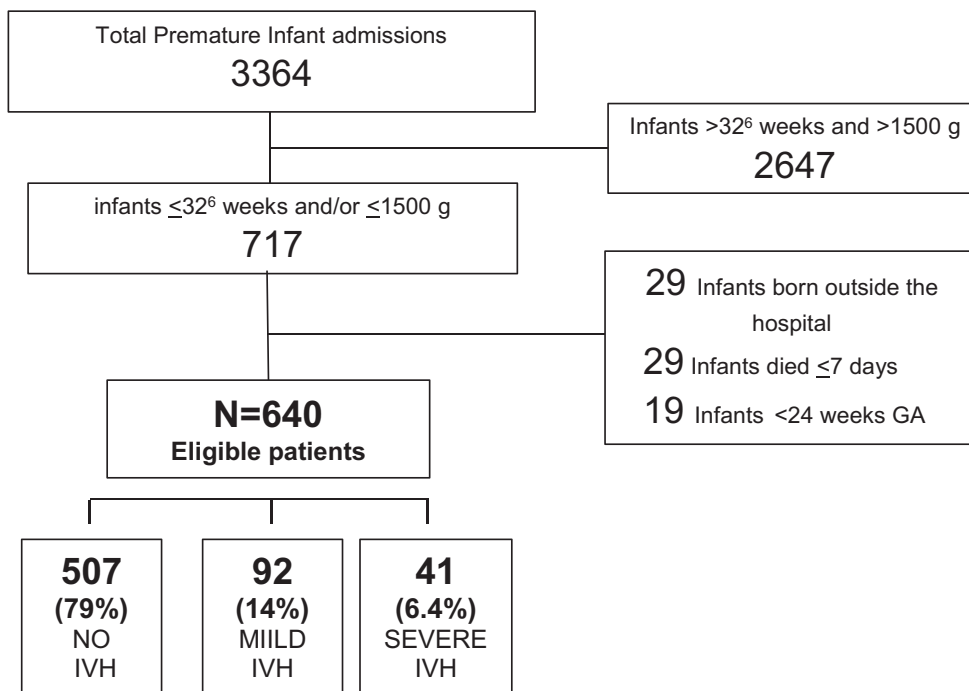 Total Premature Infant admissions
3364
Infants >32⁶ weeks and >1500 g
2647
infants ≤32⁶ weeks and/or ≤1500 g
717
29 Infants born outside the
hospital
29 Infants died ≤7 days
19 Infants <24 weeks GA
N=640
Eligible patients
507
(79%)
NO
IVH
92
(14%)
MIILD
IVH
41
(6.4%)
SEVERE
IVH